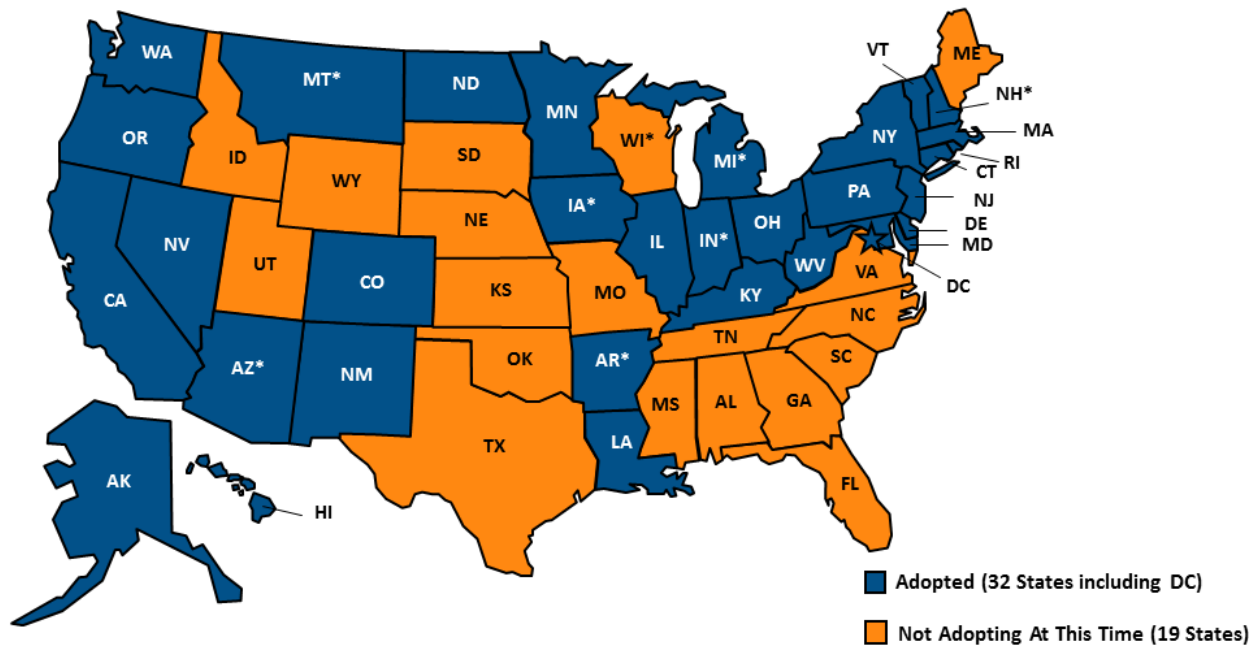 WA
MT*
ND
MN
VT
ME
OR
ID
SD
WI*
NY
NH*
MA
WY
MI*
RI
CT
IA*
NE
PA
NJ
NV
IL
IN*
OH
DE
MD
UT
CO
WV
VA
DC
CA
KS
MO
KY
NC
AZ*
NM
OK
AR*
TN
SC
TX
MS
AL
GA
LA
AK
HI
FL
Adopted (32 States including DC)
Not Adopting At This Time (19 States)